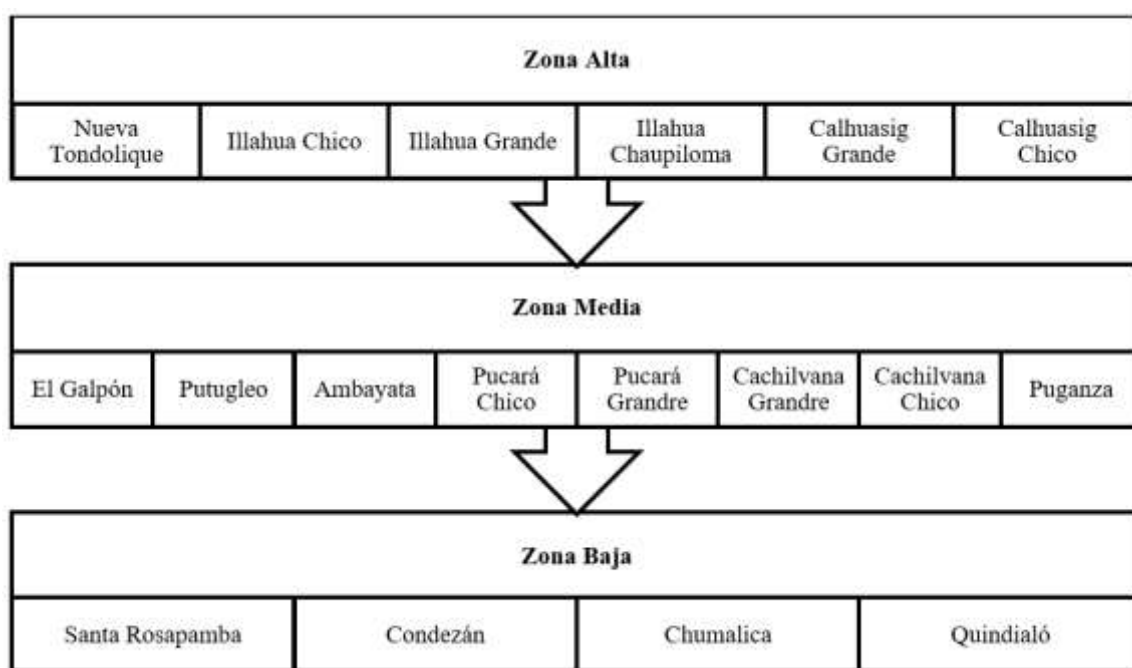 Zona Alta
Nueva
Tondolique
Illahua Chico
Illahua Grande
Illahua
Chaupiloma
Calhuasig
Grande
Calhuasig
Chico
Zona Media
El Galpón
Putugleo
Ambayata
Pucará
Chico
Pucará
Grandre
Cachilvana
Grandre
Cachilvana
Chico
Puganza
Zona Baja
Santa Rosapamba
Condezán
Chumalica
Quindialó